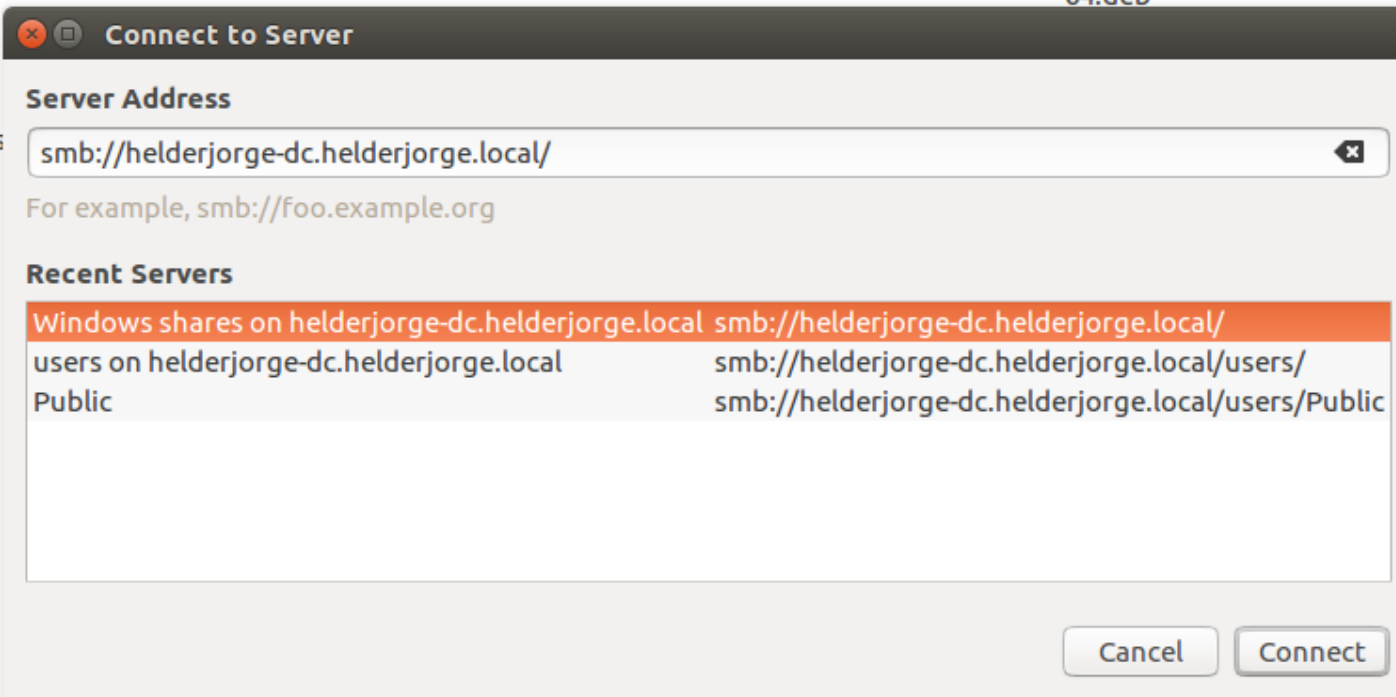 Connect to Server
Server Address
smb://helderjorge-dc.helderjorge.local/
For example, smb://foo.example.org
Recent Servers
Windows shares on helderjorge-dc.helderjorge.local smb://helderjorge-dc.helderjorge.local/
users on helderjorge-dc.helderjorge.local smb://helderjorge-dc.helderjorge.local/users/
Public smb://helderjorge-dc.helderjorge.local/users/Public
Cancel Connect